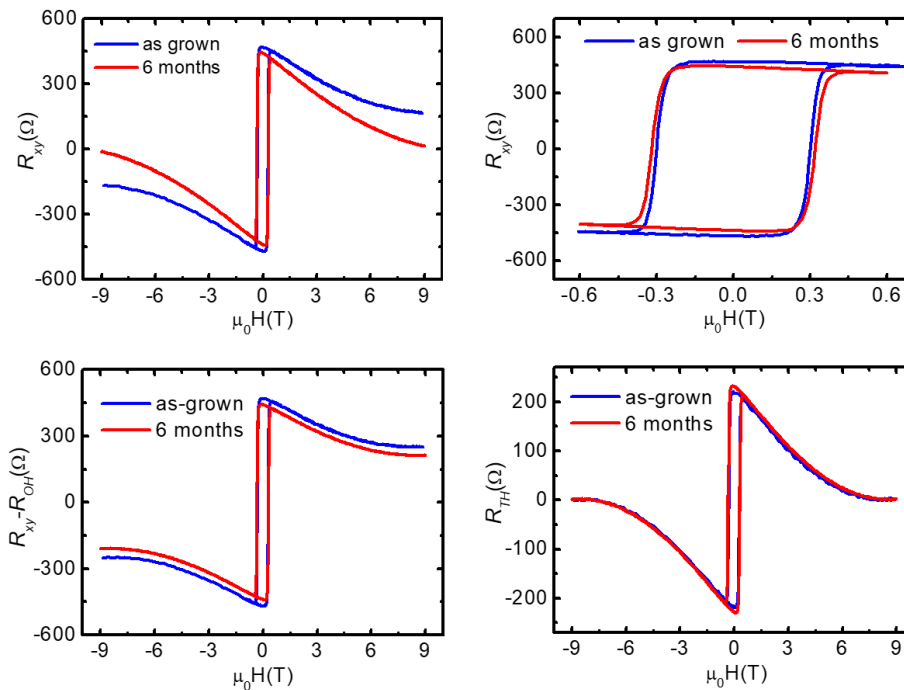 600
300
0
-300
-600
R_xy(Ω)
as grown
6 months
-9 -6 -3 0 3 6 9
μ₀H(T)
600
300
0
-300
-600
R_xy(Ω)
as grown 6 months
-0.6 -0.3 0.0 0.3 0.6
μ₀H(T)
600
300
0
-300
-600
R_xy-R_OH(Ω)
as-grown
6 months
-9 -6 -3 0 3 6 9
μ₀H(T)
200
100
0
-100
-200
R_TH(Ω)
as-grown
6 months
-9 -6 -3 0 3 6 9
μ₀H(T)